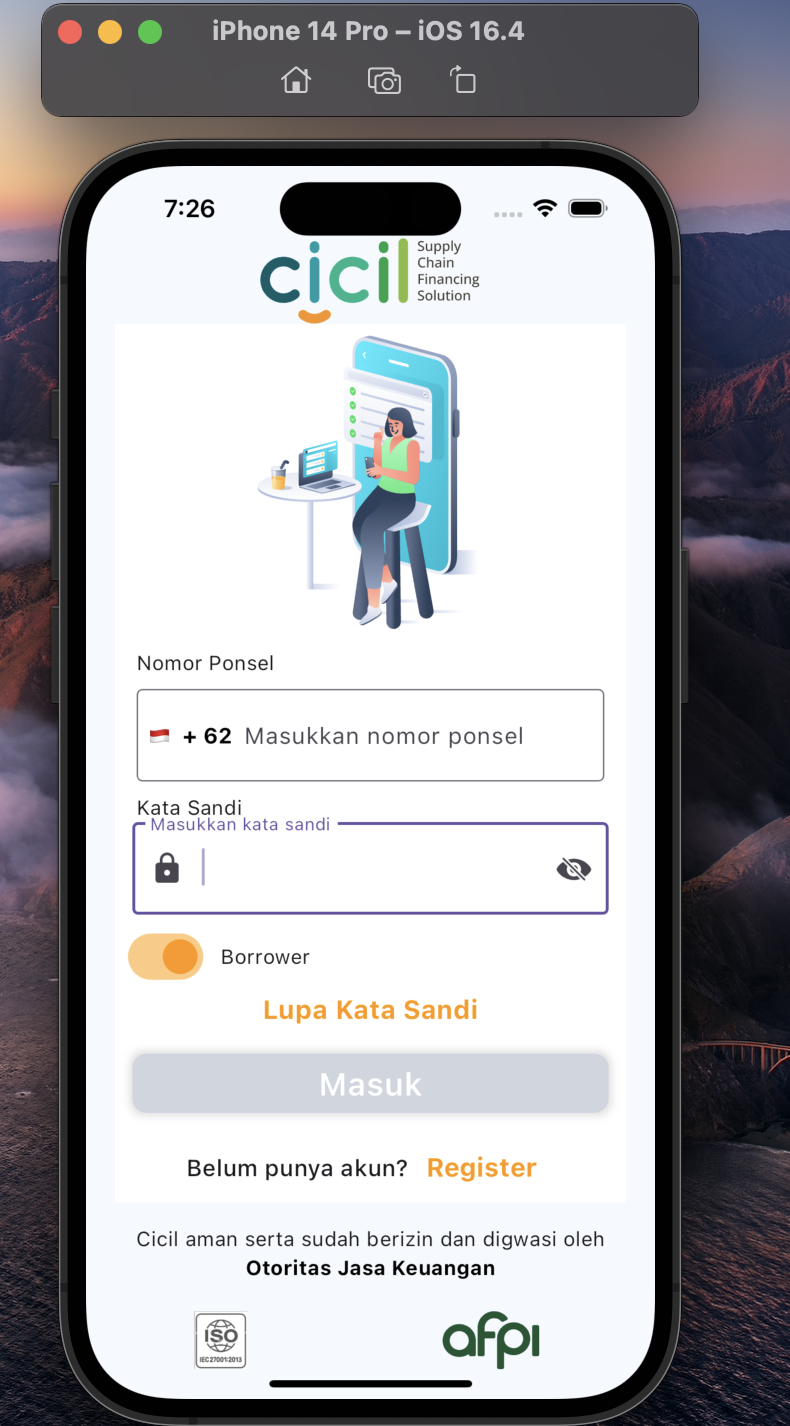 iPhone 14 Pro – iOS 16.4
7:26
cicil
Supply
Chain
Financing
Solution
Nomor Ponsel
+ 62 Masukkan nomor ponsel
Kata Sandi
Masukkan kata sandi
Borrower
Lupa Kata Sandi
Masuk
Belum punya akun? Register
Cicil aman serta sudah berizin dan digwasi oleh
Otoritas Jasa Keuangan
ISO
IEC 27001:2013
afpi